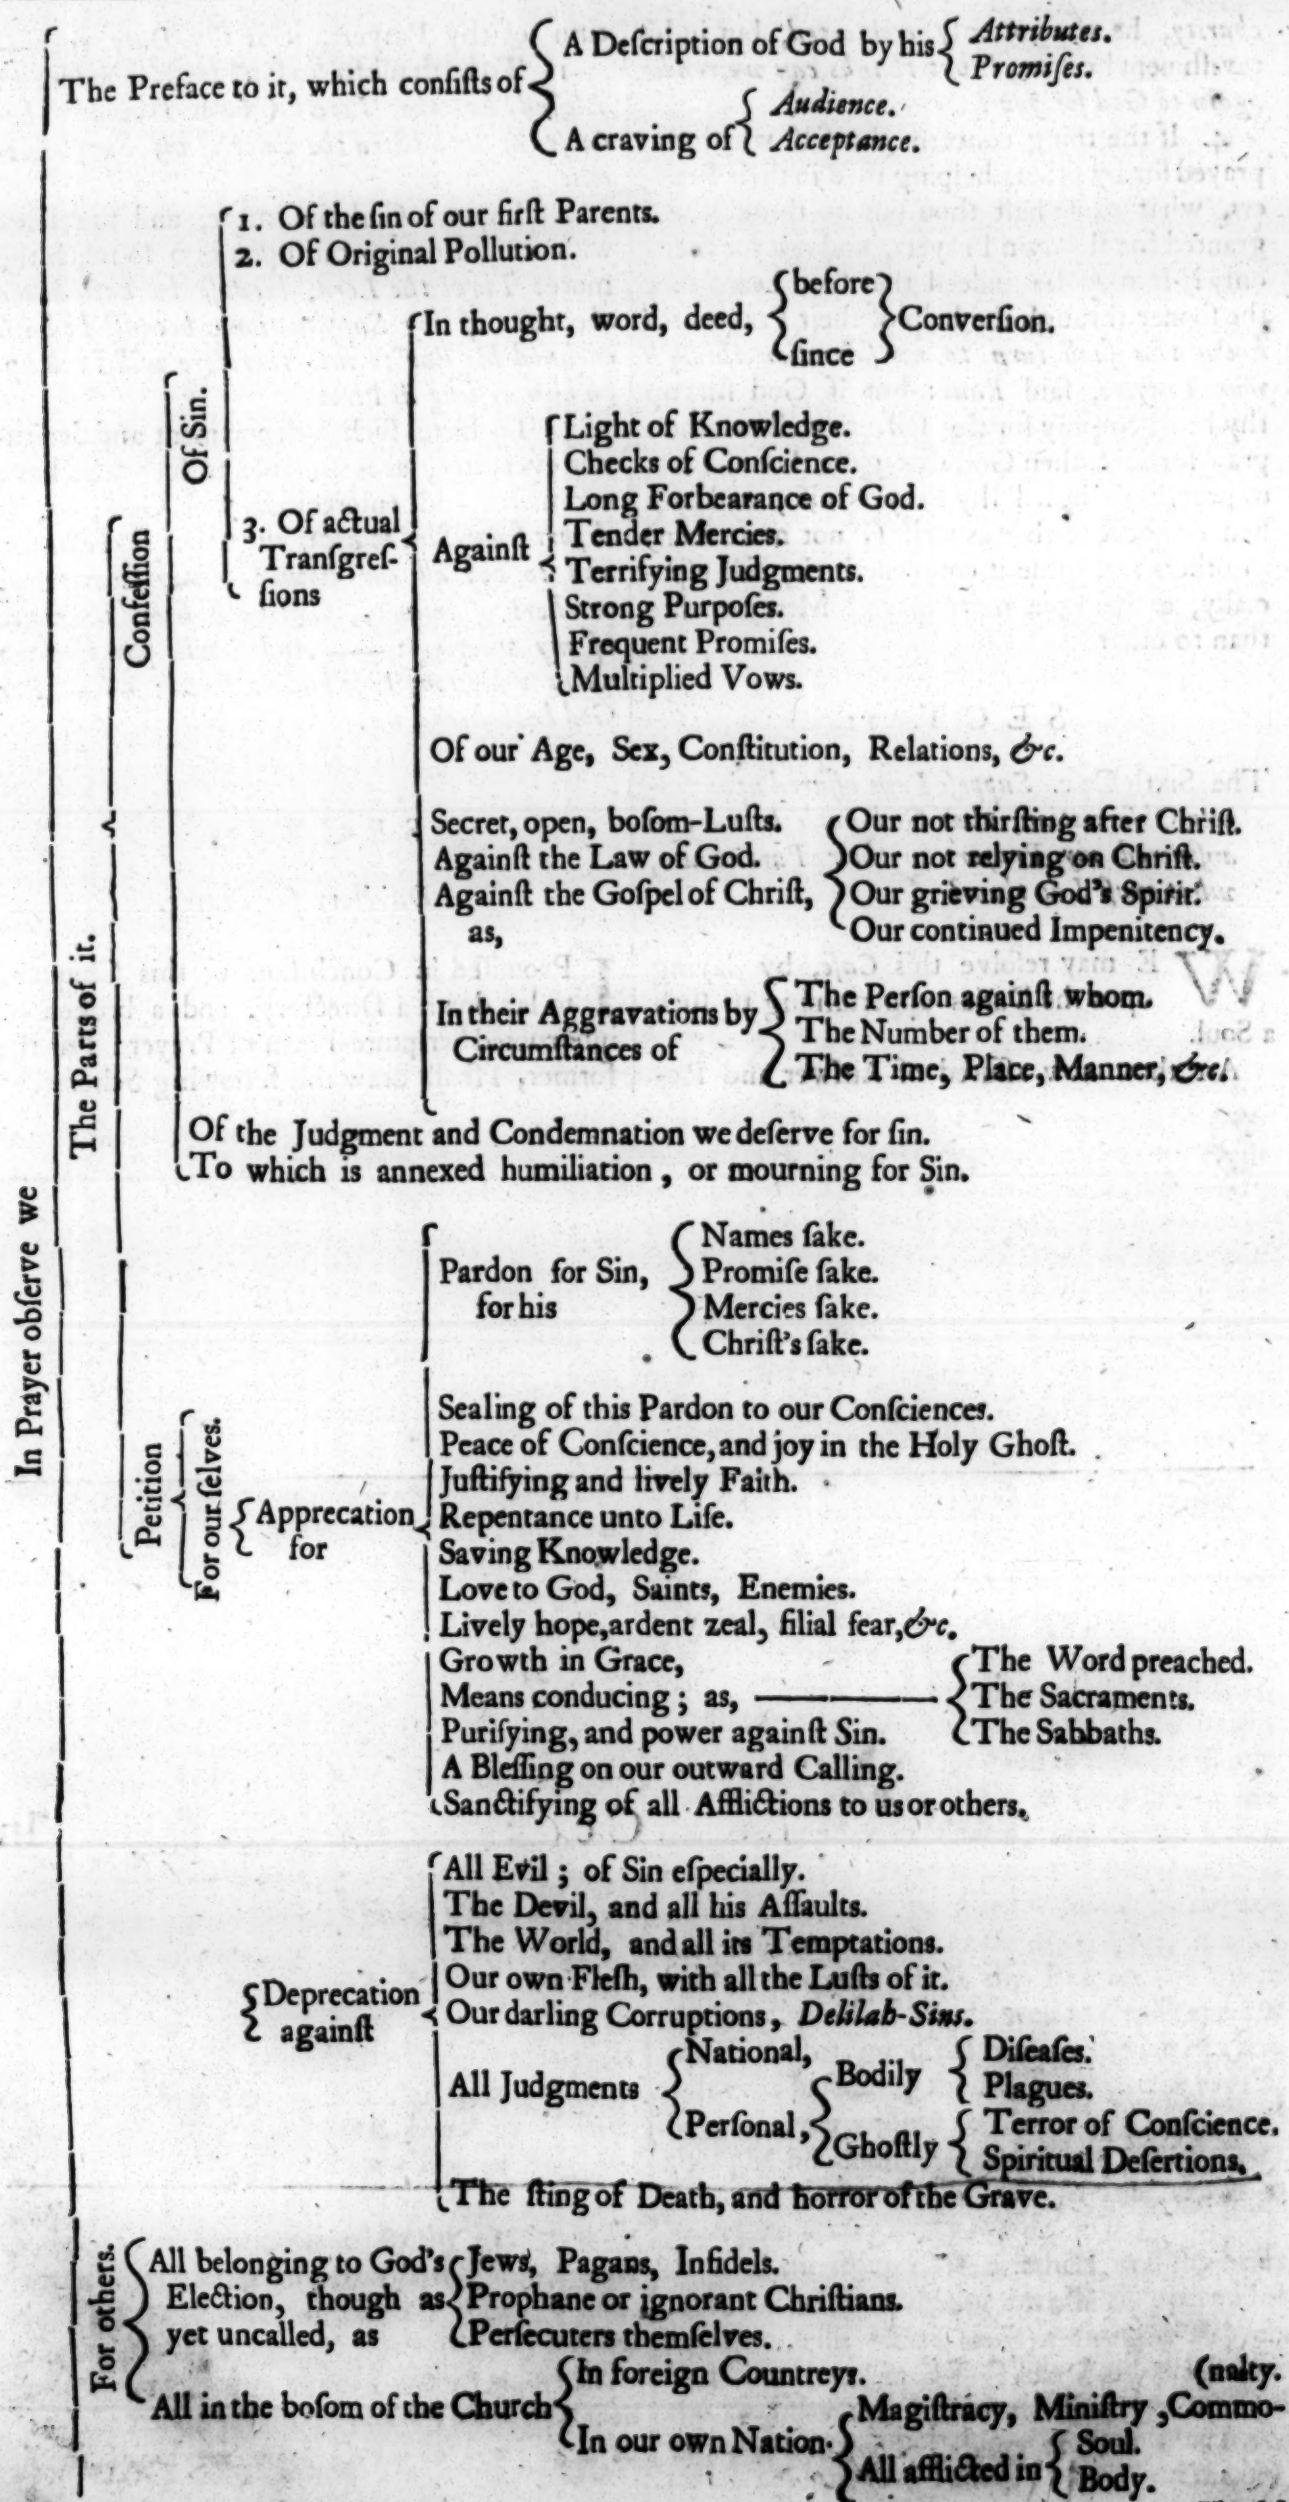 In Prayer obſerve we
The Preface to it, which conſiſts of
A Deſcription of God by his
Attributes.
Promiſes.
A craving of
Audience.
Acceptance.
The Parts of it.
Confeſſion
Of Sin.
1. Of the ſin of our firſt Parents.
2. Of Original Pollution.
3. Of actual
Tranſgreſ-
ſions
In thought, word, deed,
before
ſince
Converſion.
Againſt
Light of Knowledge.
Checks of Conſcience.
Long Forbearance of God.
Tender Mercies.
Terrifying Judgments.
Strong Purpoſes.
Frequent Promiſes.
Multiplied Vows.
Of our Age, Sex, Conſtitution, Relations, &c.
Secret, open, boſom-Luſts.
Againſt the Law of God.
Againſt the Goſpel of Chriſt,
as,
Our not thirſting after Chriſt.
Our not relying on Chriſt.
Our grieving God's Spirit.
Our continued Impenitency.
In their Aggravations by
Circumſtances of
The Perſon againſt whom.
The Number of them.
The Time, Place, Manner, &c.
Of the Judgment and Condemnation we deſerve for ſin.
To which is annexed humiliation, or mourning for Sin.
Petition
For our ſelves.
Apprecation
for
Pardon for Sin,
for his
Names ſake.
Promiſe ſake.
Mercies ſake.
Chriſt's ſake.
Sealing of this Pardon to our Conſciences.
Peace of Conſcience, and joy in the Holy Ghoſt.
Juſtifying and lively Faith.
Repentance unto Life.
Saving Knowledge.
Love to God, Saints, Enemies.
Lively hope, ardent zeal, filial fear, &c.
Growth in Grace,
Means conducing; as,
The Word preached.
The Sacraments.
The Sabbaths.
Purifying, and power againſt Sin.
A Bleſſing on our outward Calling.
Sanctifying of all Afflictions to us or others.
Deprecation
againſt
All Evil; of Sin eſpecially.
The Devil, and all his Aſſaults.
The World, and all its Temptations.
Our own Fleſh, with all the Luſts of it.
Our darling Corruptions, Delilah-Sins.
All Judgments
National,
Perſonal,
Bodily
Diſeaſes.
Plagues.
Ghoſtly
Terror of Conſcience.
Spiritual Deſertions.
The ſting of Death, and horror of the Grave.
For others.
All belonging to God's
Election, though as
yet uncalled, as
Jews, Pagans, Infidels.
Prophane or ignorant Chriſtians.
Perſecuters themſelves.
All in the boſom of the Church
In foreign Countreys.
In our own Nation.
(nalty.
Magiſtracy, Miniſtry, Commo-
All afflicted in
Soul.
Body.